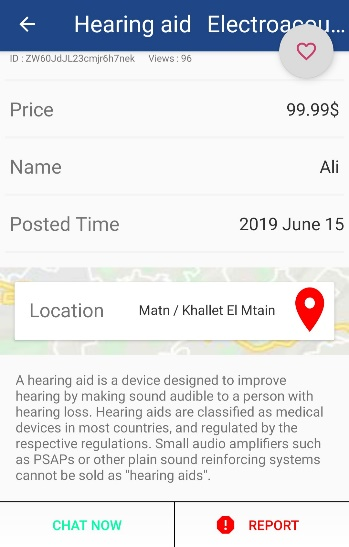 Hearing aid Electroacou...
ID : ZW60JdJL23cmjr6h7nek Views : 96
Price 99.99$
Name Ali
Posted Time 2019 June 15
Location Matn / Khallet El Mtain
A hearing aid is a device designed to improve
hearing by making sound audible to a person with
hearing loss. Hearing aids are classified as medical
devices in most countries, and regulated by the
respective regulations. Small audio amplifiers such
as PSAPs or other plain sound reinforcing systems
cannot be sold as "hearing aids".
CHAT NOW REPORT